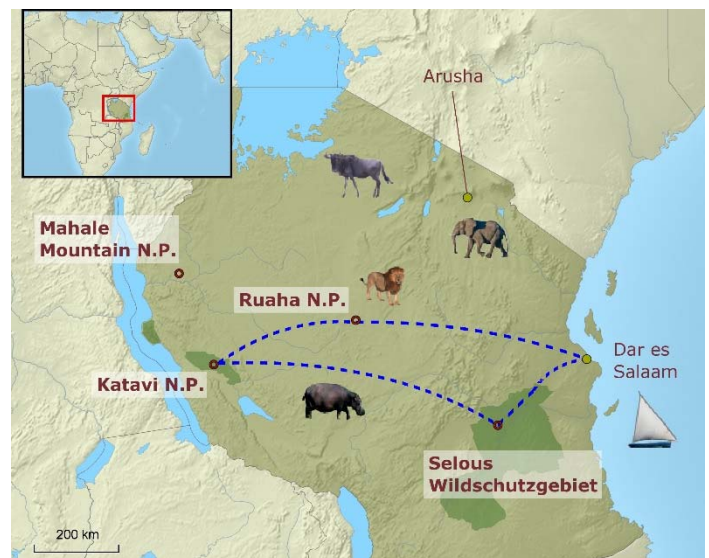 Arusha
Mahale
Mountain N.P.
Ruaha N.P.
Dar es
Salaam
Katavi N.P.
Selous
Wildschutzgebiet
200 km